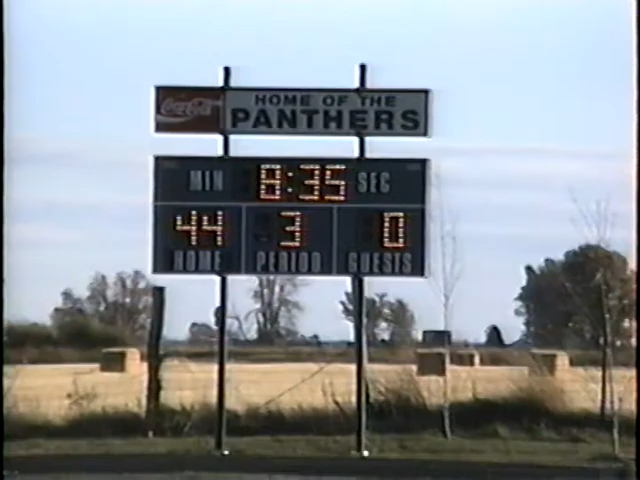 Coca-Cola
HOME OF THE
PANTHERS
MIN 8:35 SEC
44 3 0
HOME PERIOD GUESTS